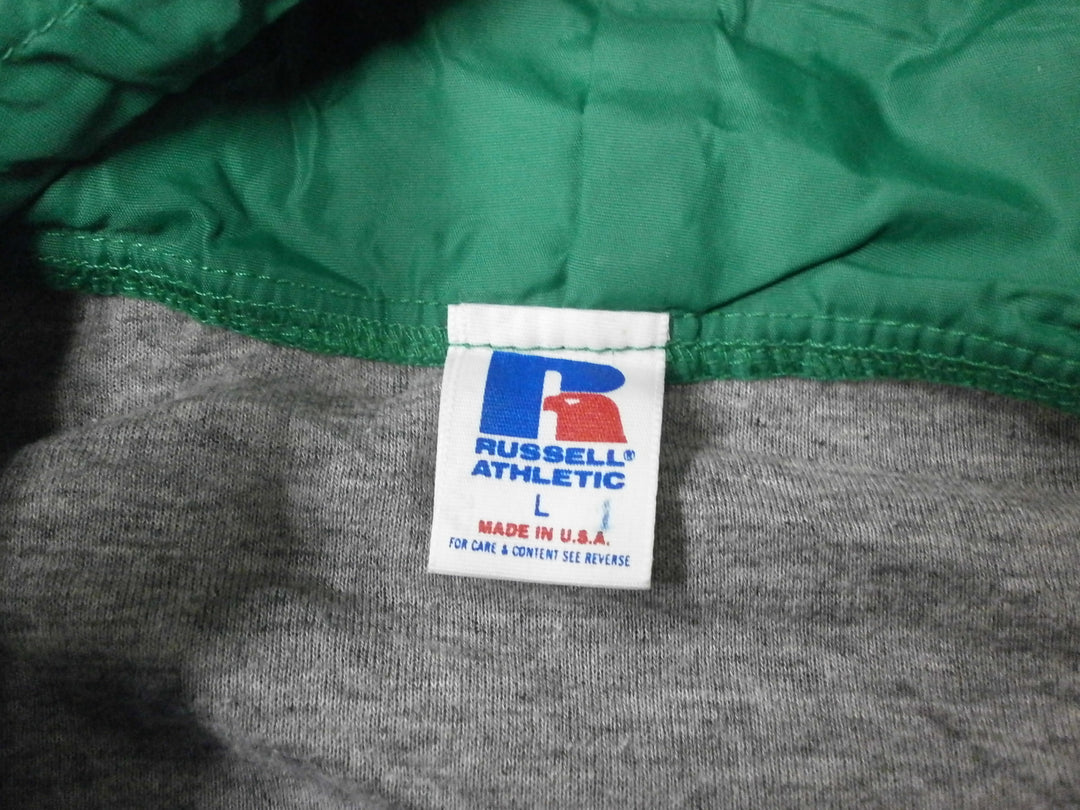 RUSSELL®
ATHLETIC
L
MADE IN U.S.A.
FOR CARE & CONTENT SEE REVERSE